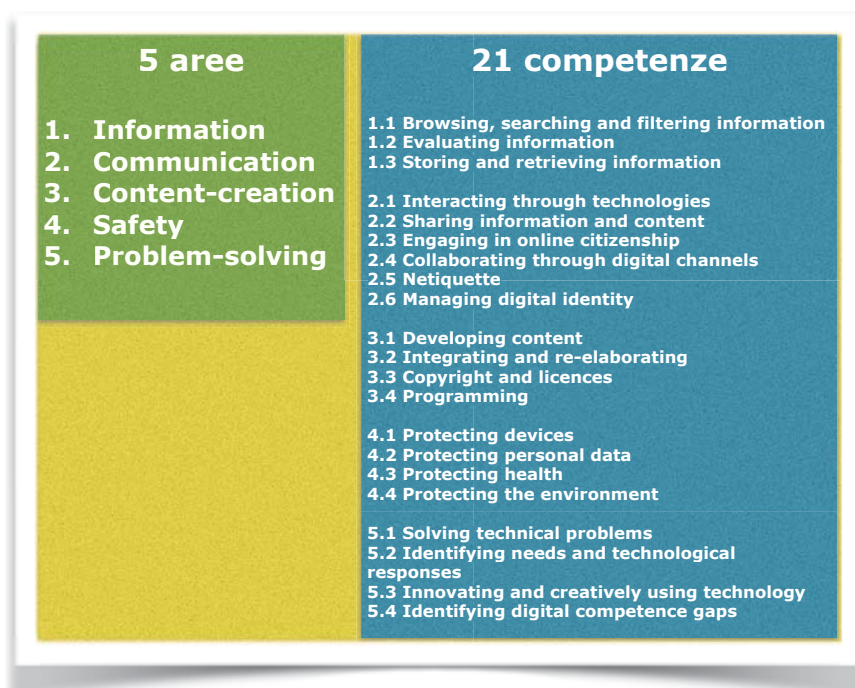 5 aree
1. Information
2. Communication
3. Content-creation
4. Safety
5. Problem-solving
21 competenze
1.1 Browsing, searching and filtering information
1.2 Evaluating information
1.3 Storing and retrieving information
2.1 Interacting through technologies
2.2 Sharing information and content
2.3 Engaging in online citizenship
2.4 Collaborating through digital channels
2.5 Netiquette
2.6 Managing digital identity
3.1 Developing content
3.2 Integrating and re-elaborating
3.3 Copyright and licences
3.4 Programming
4.1 Protecting devices
4.2 Protecting personal data
4.3 Protecting health
4.4 Protecting the environment
5.1 Solving technical problems
5.2 Identifying needs and technological
responses
5.3 Innovating and creatively using technology
5.4 Identifying digital competence gaps